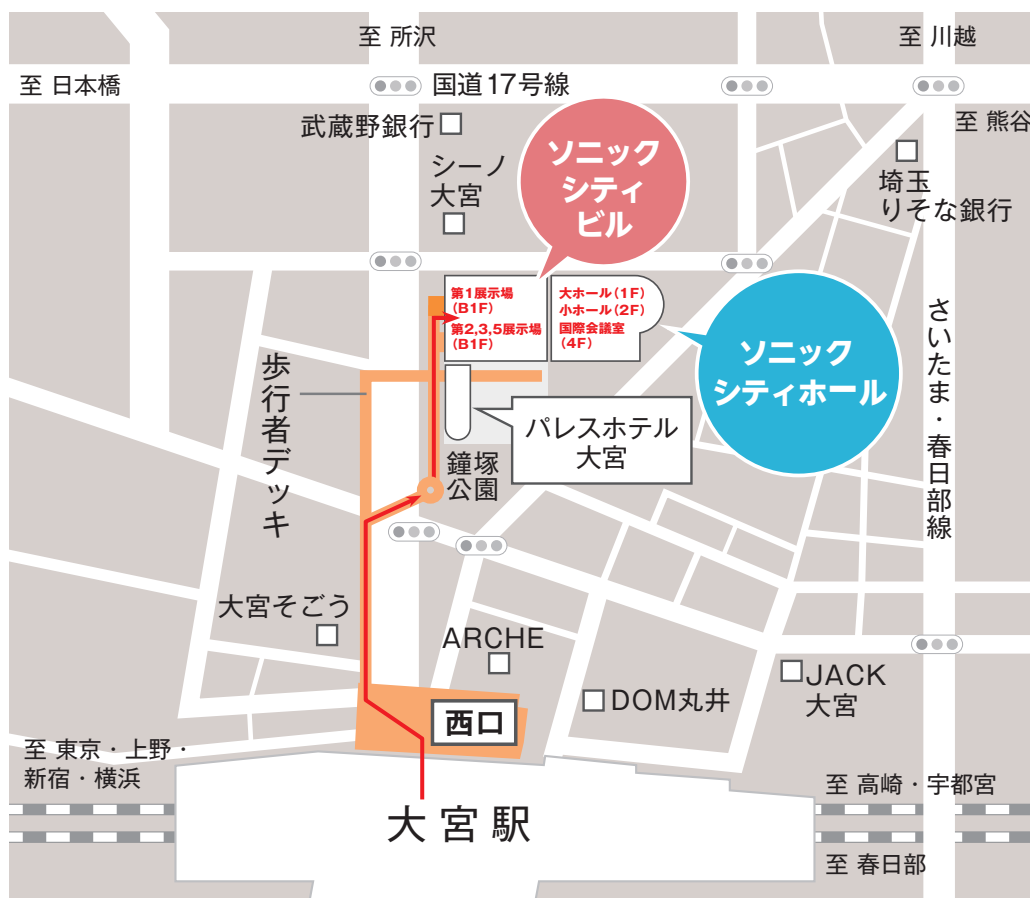 至 所沢
至 川越
至 日本橋
国道17号線
至 熊谷
武蔵野銀行
シーノ
大宮
ソニック
シティ
ビル
埼玉
りそな銀行
第1展示場
(B1F)
第2,3,5展示場
(B1F)
大ホール(1F)
小ホール(2F)
国際会議室
(4F)
ソニック
シティホール
さいたま・春日部線
歩行者デッキ
パレスホテル
大宮
鐘塚
公園
大宮そごう
ARCHE
DOM丸井
JACK
大宮
西口
至 東京・上野・
新宿・横浜
大宮駅
至 高崎・宇都宮
至 春日部